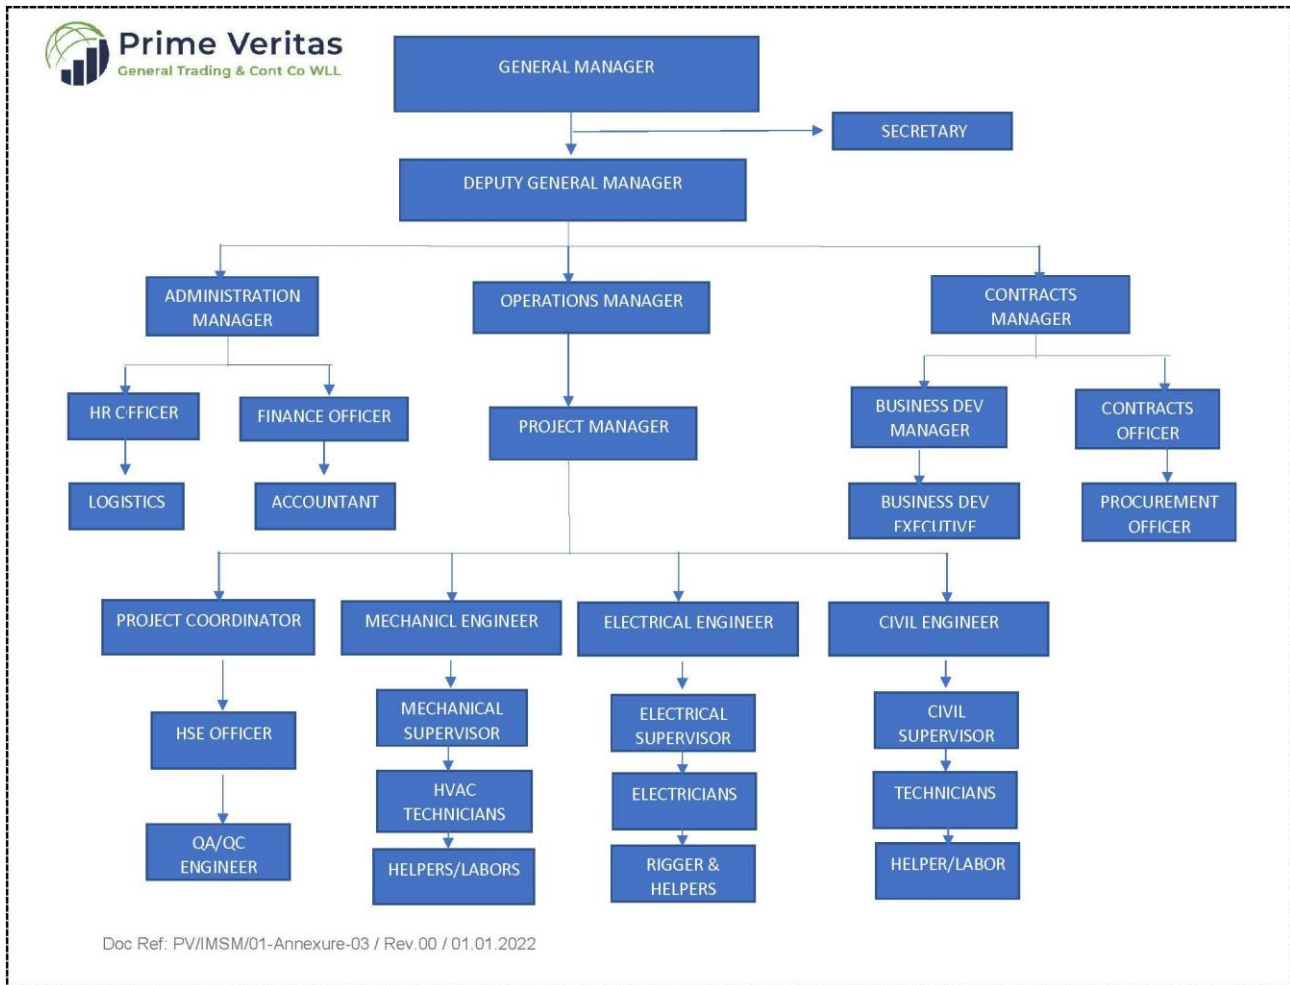 Prime Veritas
General Trading & Cont Co WLL
GENERAL MANAGER
SECRETARY
DEPUTY GENERAL MANAGER
ADMINISTRATION
MANAGER
OPERATIONS MANAGER
CONTRACTS
MANAGER
HR OFFICER
FINANCE OFFICER
PROJECT MANAGER
BUSINESS DEV
MANAGER
CONTRACTS
OFFICER
LOGISTICS
ACCOUNTANT
BUSINESS DEV
EXECUTIVE
PROCUREMENT
OFFICER
PROJECT COORDINATOR
MECHANICL ENGINEER
ELECTRICAL ENGINEER
CIVIL ENGINEER
HSE OFFICER
MECHANICAL
SUPERVISOR
ELECTRICAL
SUPERVISOR
CIVIL
SUPERVISOR
HVAC
TECHNICIANS
ELECTRICIANS
TECHNICIANS
QA/QC
ENGINEER
HELPERS/LABORS
RIGGER &
HELPERS
HELPER/LABOR
Doc Ref: PV/IMSM/01-Annexure-03 / Rev.00 / 01.01.2022